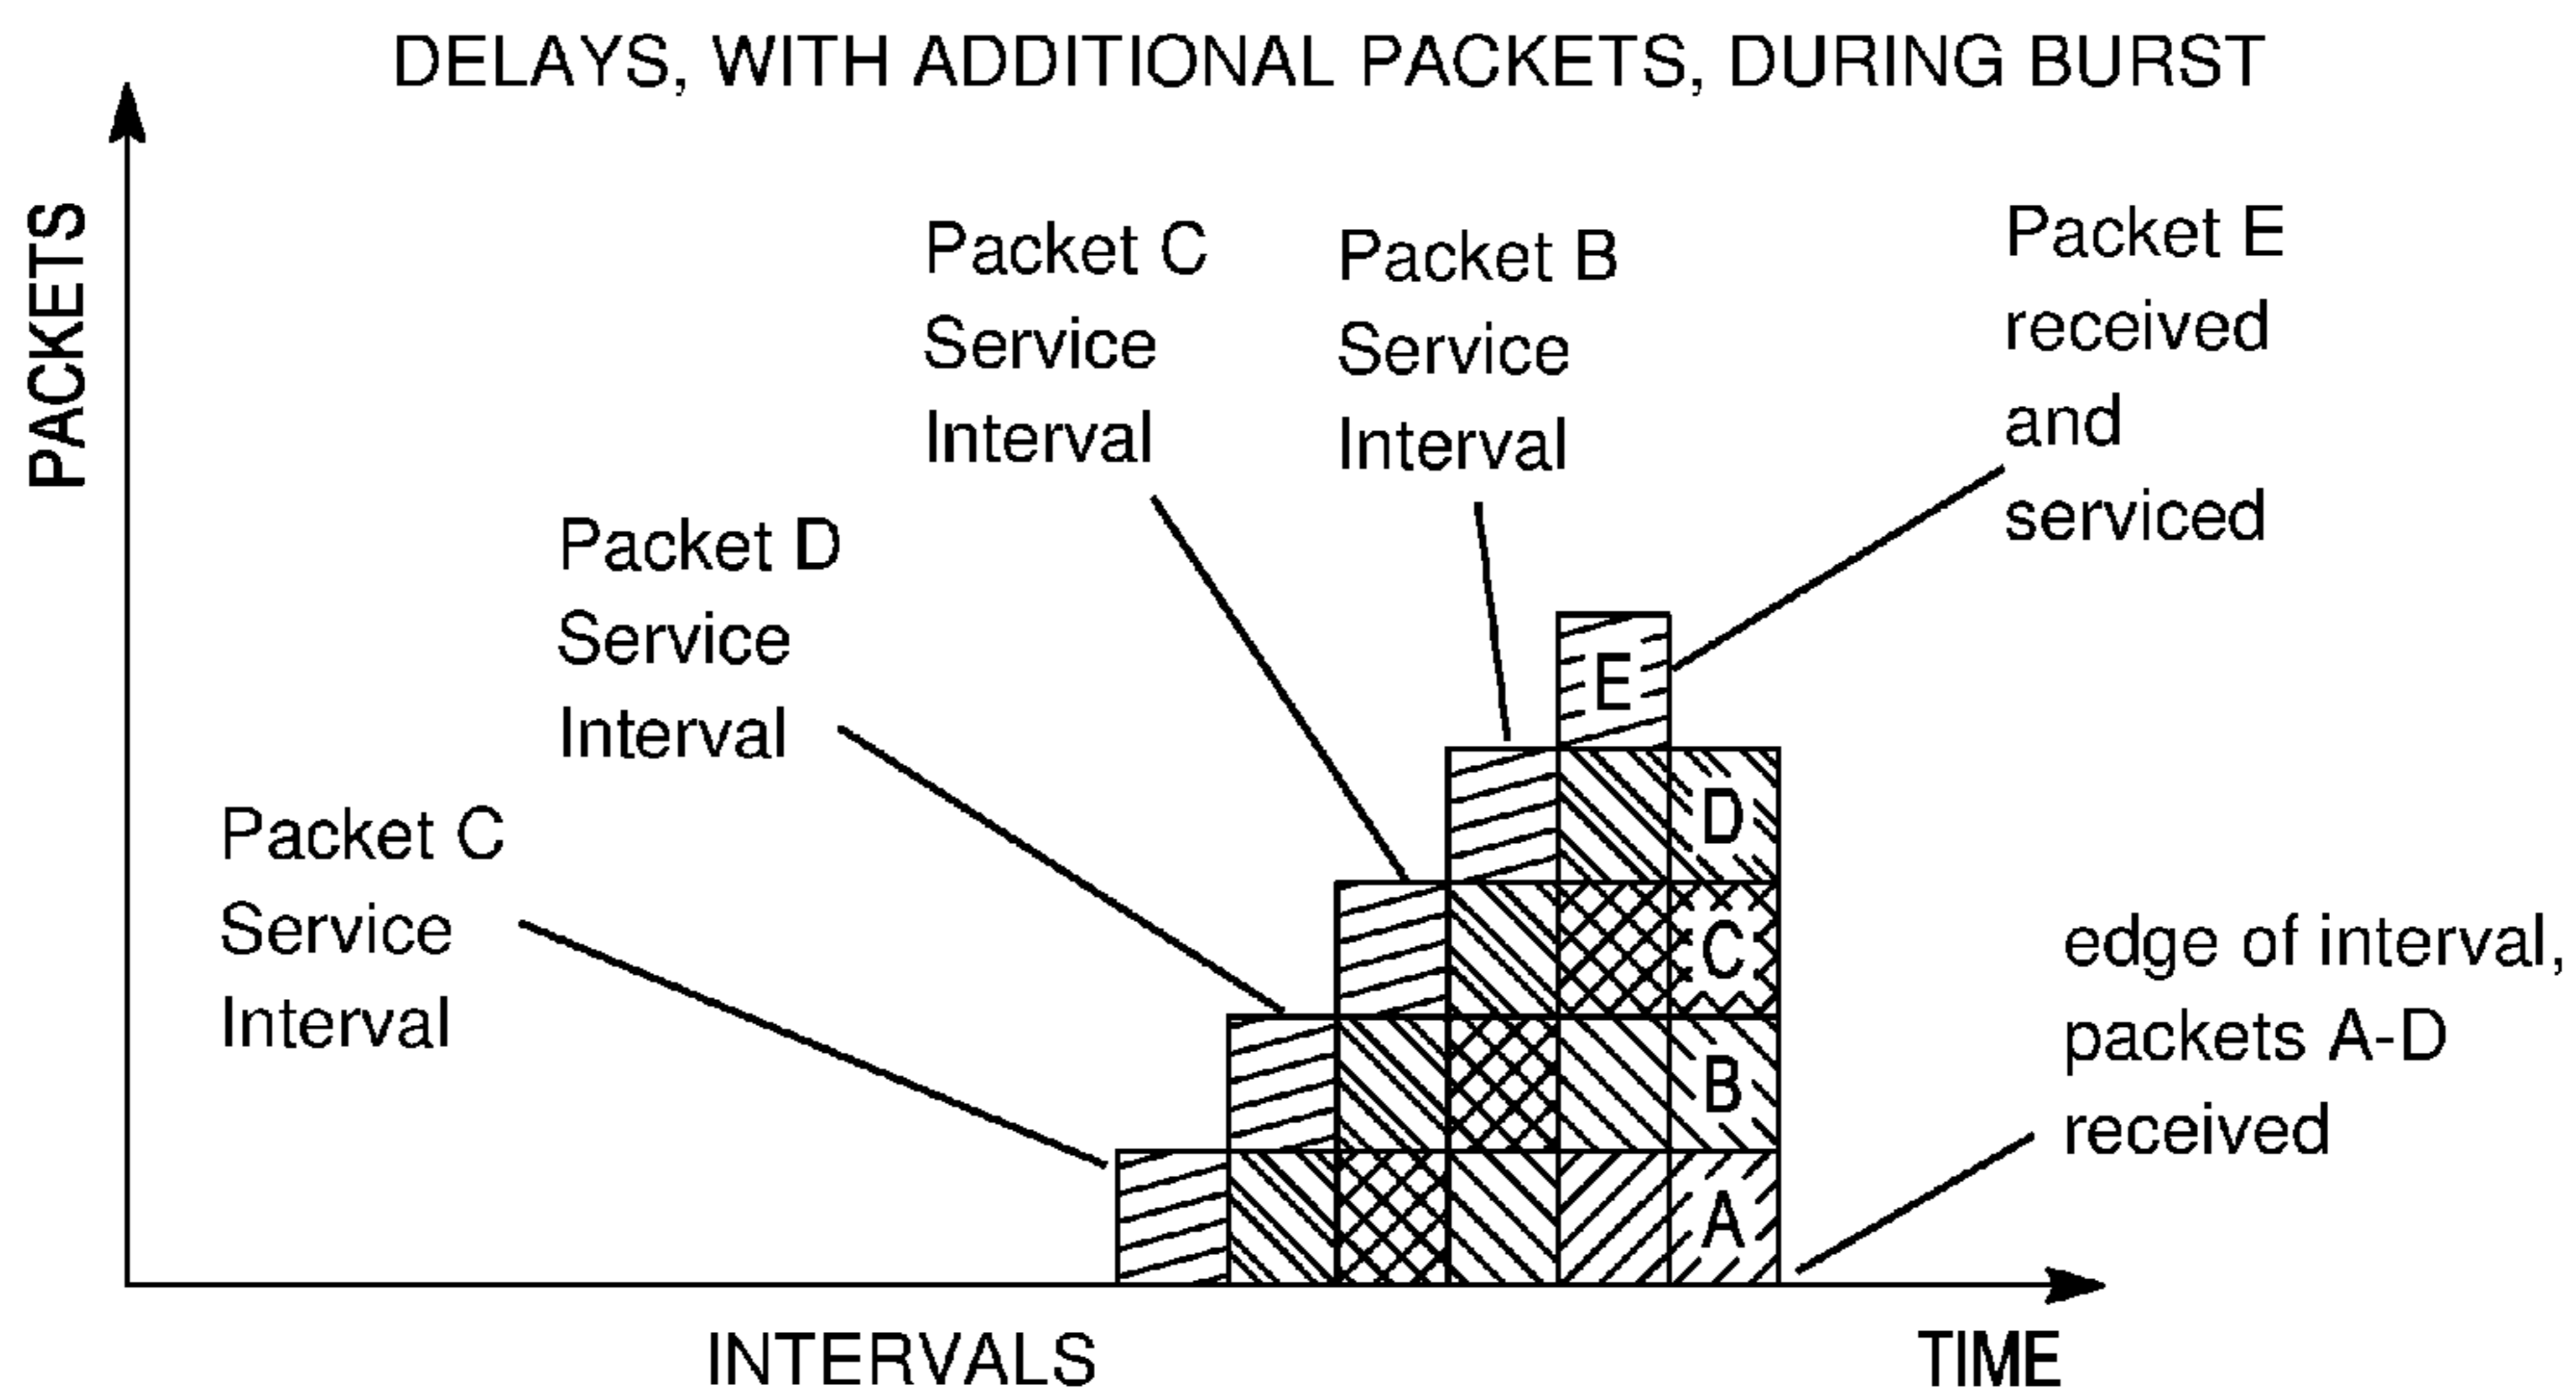 DELAYS, WITH ADDITIONAL PACKETS, DURING BURST
PACKETS
Packet C
Service
Interval
Packet B
Service
Interval
Packet E
received
and
serviced
Packet D
Service
Interval
Packet C
Service
Interval
E
D
C
B
A
edge of interval,
packets A-D
received
INTERVALS
TIME